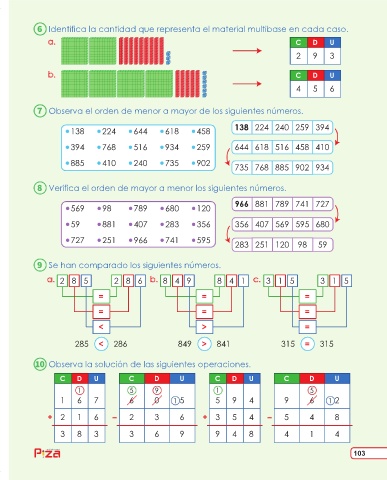 6 Identifica la cantidad que representa el material multibase en cada caso.
a. C D U
2 9 3
b. C D U
4 5 6
7 Observa el orden de menor a mayor de los siguientes números.
138 224 644 618 458
394 768 516 934 259
885 410 240 735 902
138 224 240 259 394
644 618 516 458 410
735 768 885 902 934
8 Verifica el orden de mayor a menor los siguientes números.
569 98 789 680 120
59 881 407 283 356
727 251 966 741 595
966 881 789 741 727
356 407 569 595 680
283 251 120 98 59
9 Se han comparado los siguientes números.
a. 2 8 5 2 8 6 b. 8 4 9 8 4 1 c. 3 1 5 3 1 5
= = =
= = =
< > =
285 < 286 849 > 841 315 = 315
10 Observa la solución de las siguientes operaciones.
C D U C D U C D U C D U
1 5 9 1 5
1 6 7 6 0 15 5 9 4 9 6 12
+ 2 1 6 - 2 3 6 + 3 5 4 - 5 4 8
3 8 3 3 6 9 9 4 8 4 1 4
Piza
103